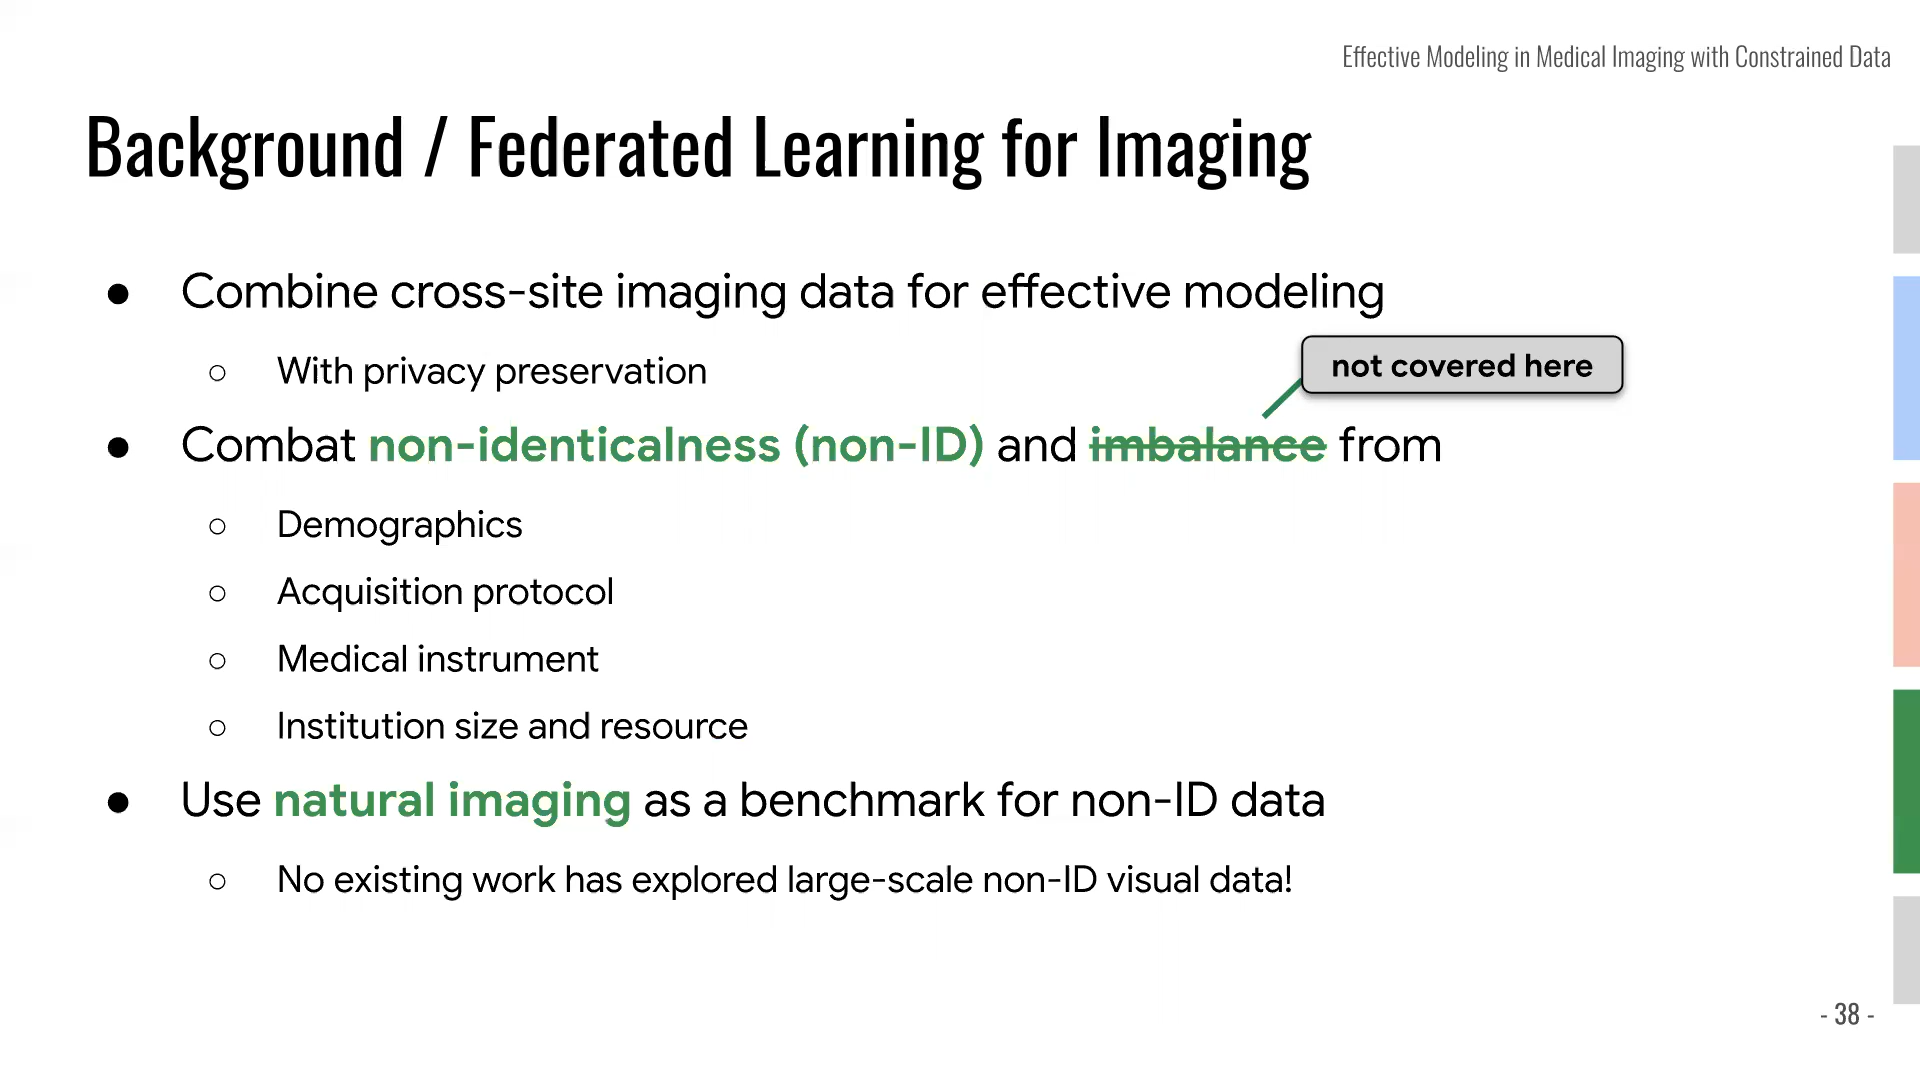 Effective Modeling in Medical Imaging with Constrained Data
Background / Federated Learning for Imaging
● Combine cross-site imaging data for effective modeling
○ With privacy preservation
not covered here
● Combat non-identicalness (non-ID) and imbalance from
○ Demographics
○ Acquisition protocol
○ Medical instrument
○ Institution size and resource
● Use natural imaging as a benchmark for non-ID data
○ No existing work has explored large-scale non-ID visual data!
- 38 -